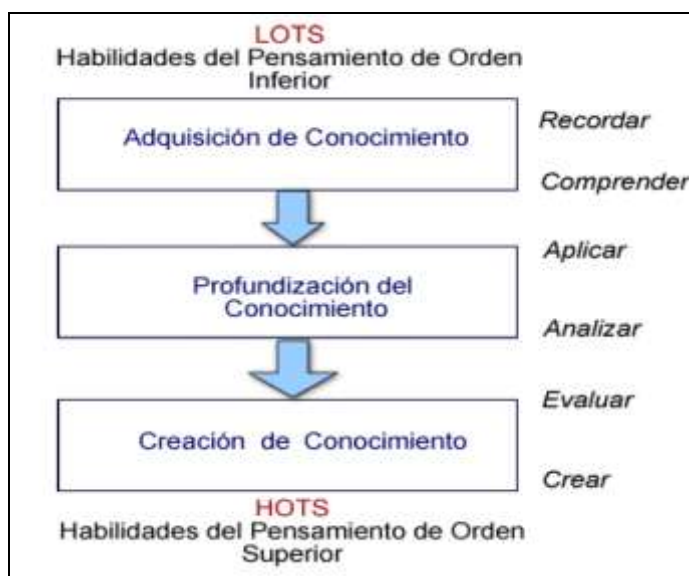 LOTS
Habilidades del Pensamiento de Orden
Inferior
Adquisición de Conocimiento
Recordar
Comprender
Profundización del
Conocimiento
Aplicar
Analizar
Creación de Conocimiento
Evaluar
Crear
HOTS
Habilidades del Pensamiento de Orden
Superior